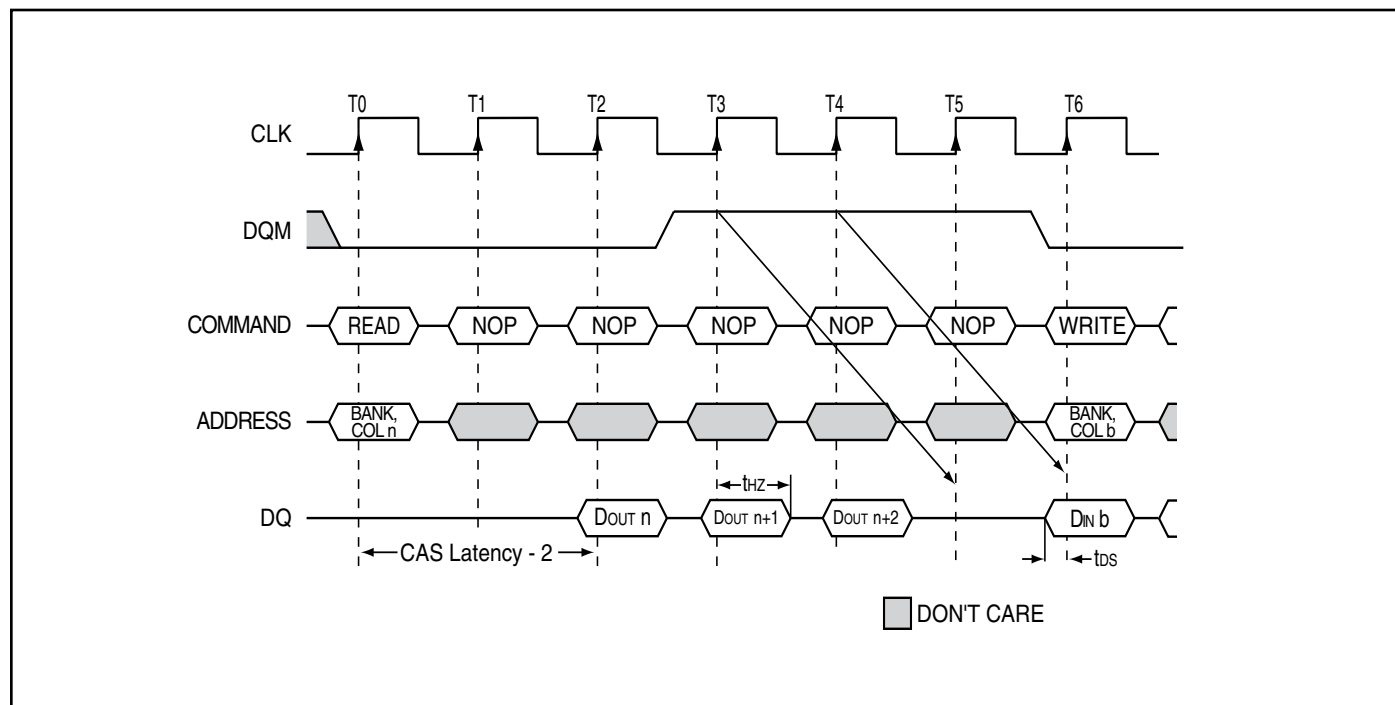 T0 T1 T2 T3 T4 T5 T6
CLK
DQM
COMMAND READ NOP NOP NOP NOP NOP WRITE
ADDRESS BANK, COL n BANK, COL b
tHZ
DQ DOUT n DOUT n+1 DOUT n+2 DIN b
CAS Latency - 2 tDS
DON'T CARE